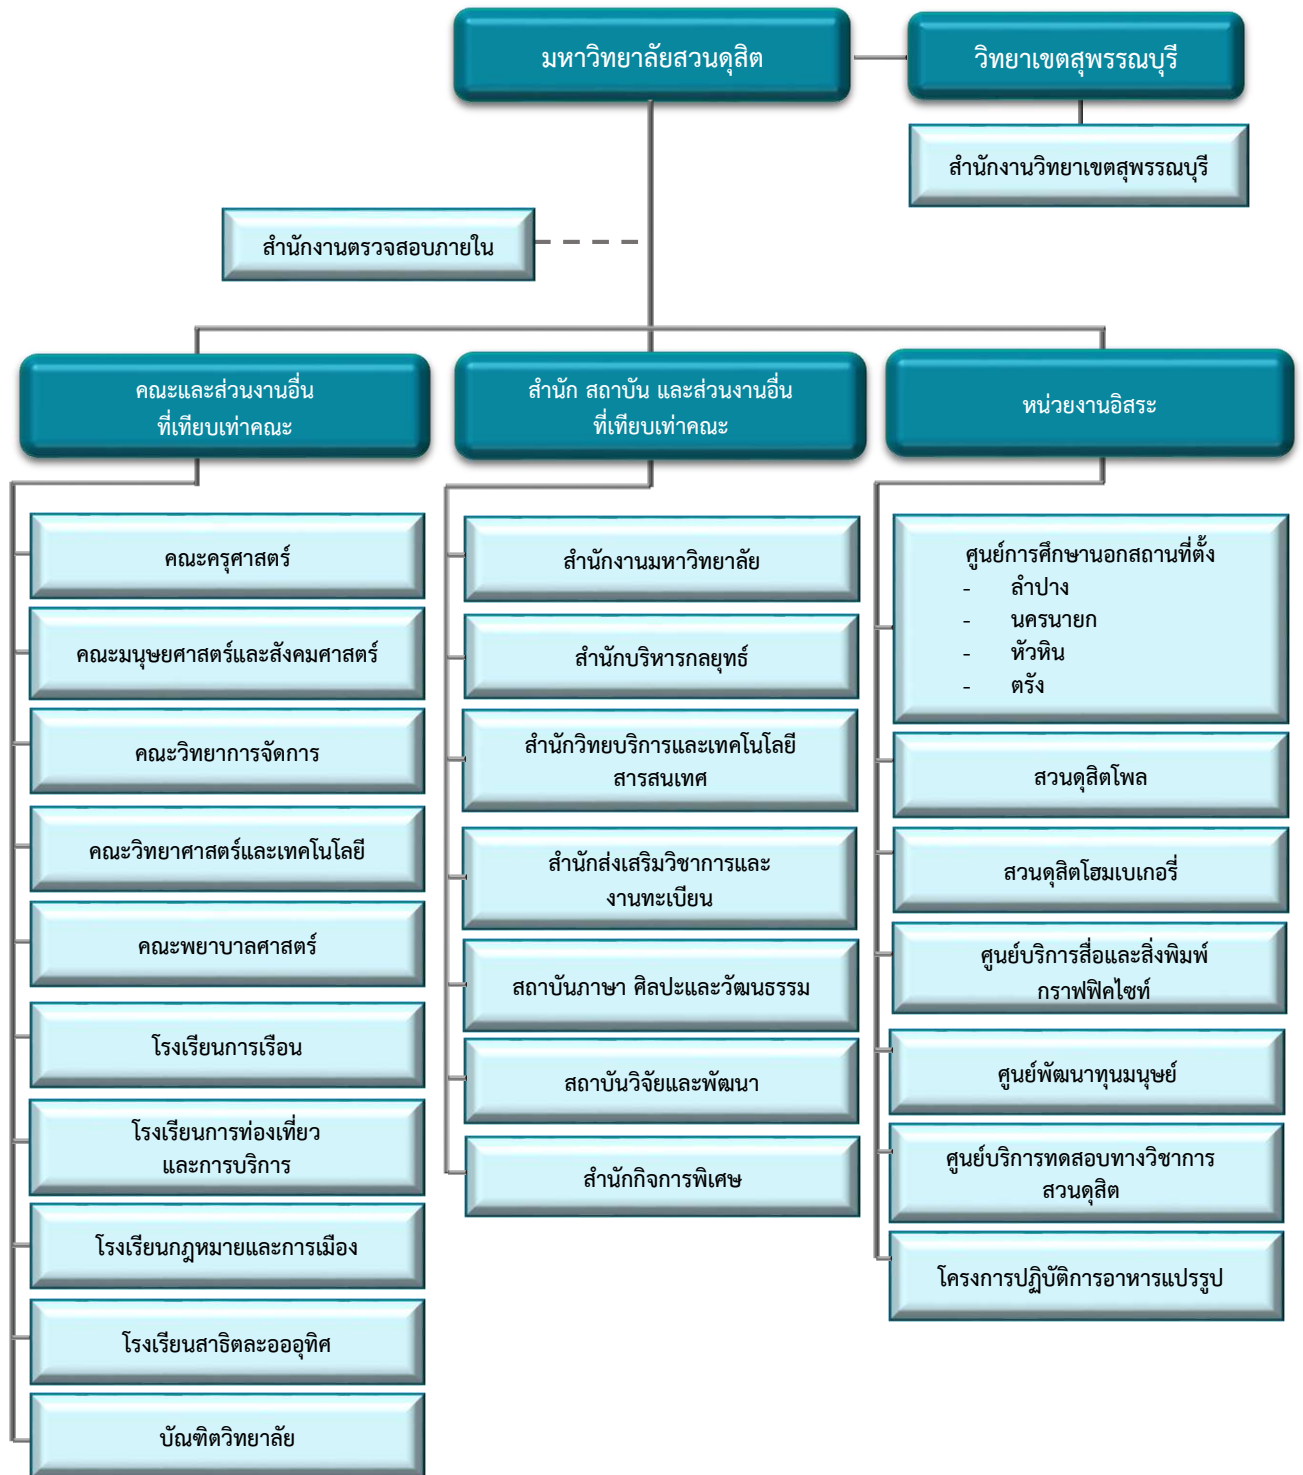 มหาวิทยาลัยสวนดุสิต
วิทยาเขตสุพรรณบุรี
สำนักงานวิทยาเขตสุพรรณบุรี
สำนักงานตรวจสอบภายใน
คณะและส่วนงานอื่น
ที่เทียบเท่าคณะ
คณะครุศาสตร์
คณะมนุษยศาสตร์และสังคมศาสตร์
คณะวิทยาการจัดการ
คณะวิทยาศาสตร์และเทคโนโลยี
คณะพยาบาลศาสตร์
โรงเรียนการเรือน
โรงเรียนการท่องเที่ยว
และการบริการ
โรงเรียนกฎหมายและการเมือง
โรงเรียนสาธิตละอออุทิศ
บัณฑิตวิทยาลัย
สำนัก สถาบัน และส่วนงานอื่น
ที่เทียบเท่าคณะ
สำนักงานมหาวิทยาลัย
สำนักบริหารกลยุทธ์
สำนักวิทยบริการและเทคโนโลยี
สารสนเทศ
สำนักส่งเสริมวิชาการและ
งานทะเบียน
สถาบันภาษา ศิลปะและวัฒนธรรม
สถาบันวิจัยและพัฒนา
สำนักกิจการพิเศษ
หน่วยงานอิสระ
ศูนย์การศึกษานอกสถานที่ตั้ง
- ลำปาง
- นครนายก
- หัวหิน
- ตรัง
สวนดุสิตโพล
สวนดุสิตโฮมเบเกอรี่
ศูนย์บริการสื่อและสิ่งพิมพ์
กราฟฟิคไซท์
ศูนย์พัฒนาทุนมนุษย์
ศูนย์บริการทดสอบทางวิชาการ
สวนดุสิต
โครงการปฏิบัติการอาหารแปรรูป